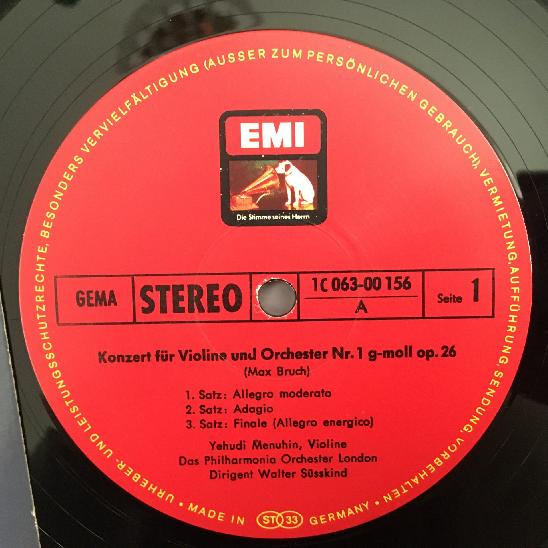 URHEBER- UND LEISTUNGSSCHUTZRECHTE, BESONDERS VERVIELFÄLTIGUNG (AUSSER ZUM PERSÖNLICHEN GEBRAUCH), VERMIETUNG, AUFFÜHRUNG, SENDUNG, VORBEHALTEN
EMI
Die Stimme seines Herrn
GEMA
STEREO
1C 063-00 156
A
Seite 1
Konzert für Violine und Orchester Nr. 1 g-moll op. 26
(Max Bruch)
1. Satz: Allegro moderato
2. Satz: Adagio
3. Satz: Finale (Allegro energico)
Yehudi Menuhin, Violine
Das Philharmonia Orchester London
Dirigent Walter Süsskind
• MADE IN ST 33 GERMANY •